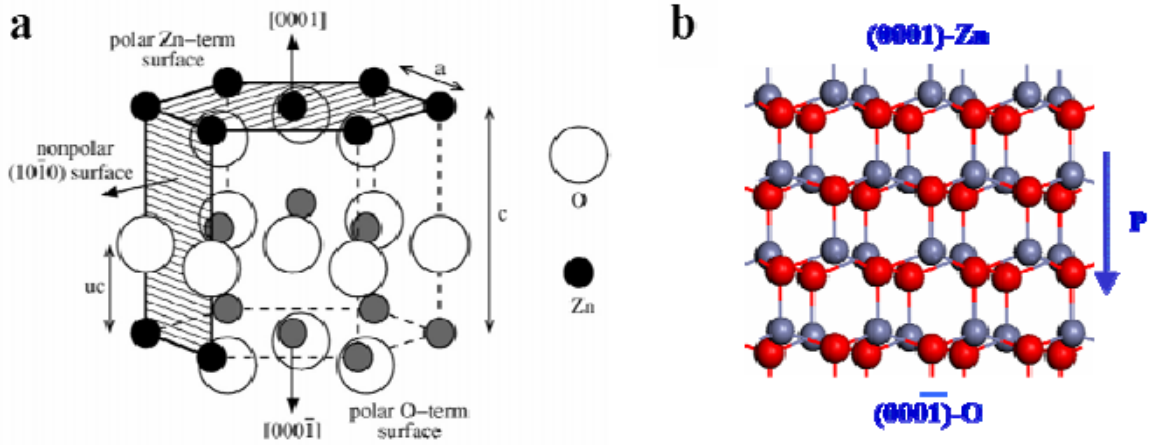 a
[0001]
polar Zn-term
surface
a
nonpolar
(101̄0) surface
uc
c
O
Zn
[0001̄]
polar O-term
surface
b
(0001)-Zn
P
(0001̄)-O